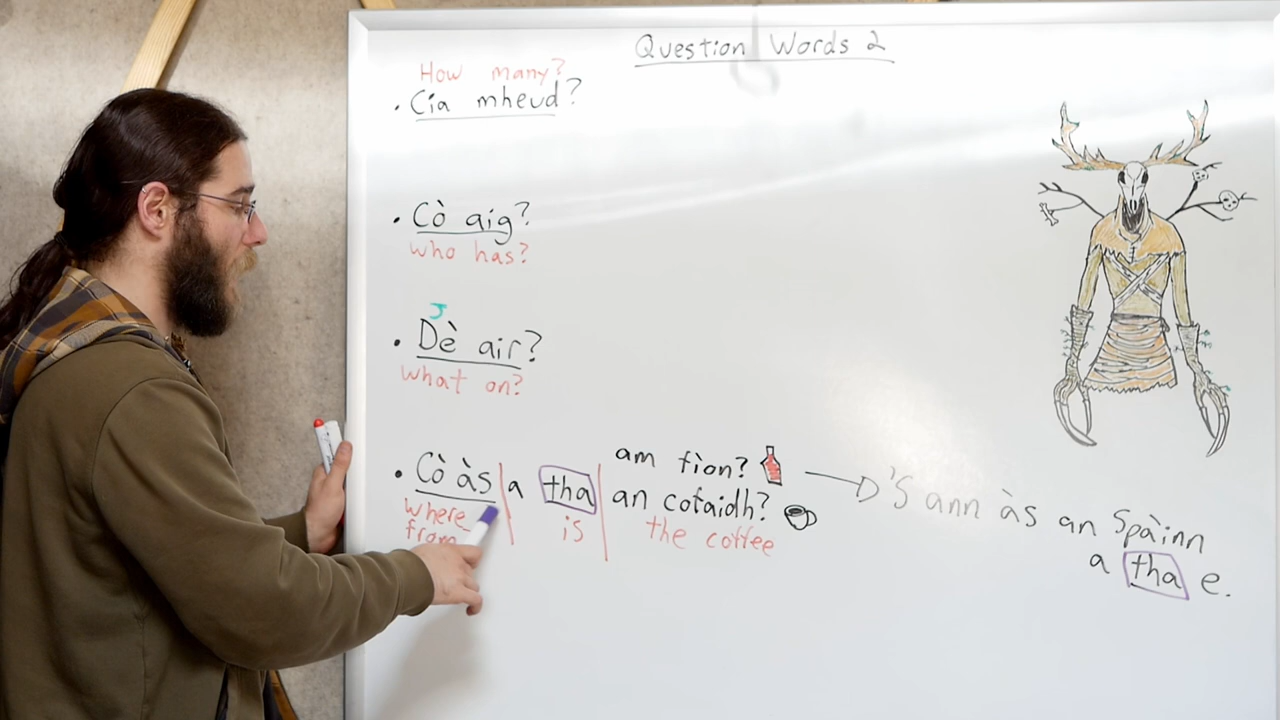 Question Words 2
How many?
· Cia mheud?
· Cò aig?
who has?
J
· Dè air?
what on?
am fìon?
· Cò às a tha an cofaidh?
where from is the coffee
'S ann às an Spàinn
a tha e.